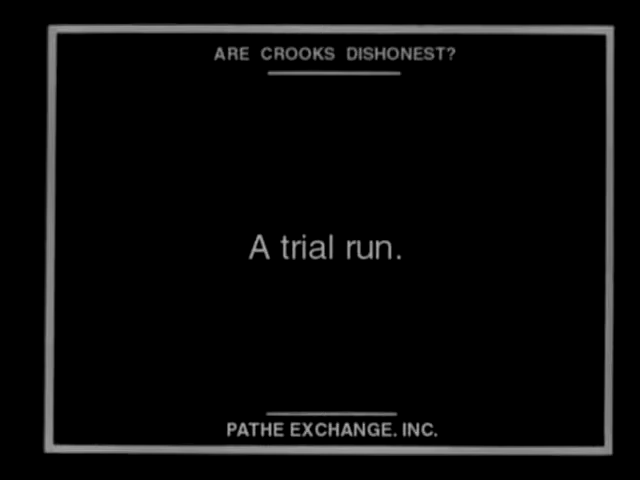 ARE CROOKS DISHONEST?
A trial run.
PATHE EXCHANGE. INC.